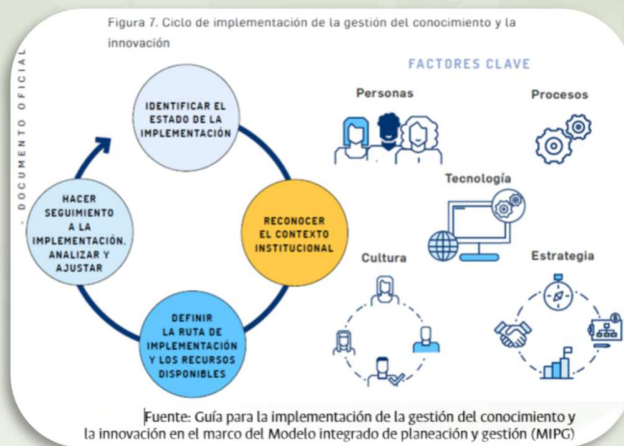 Figura 7. Ciclo de implementación de la gestión del conocimiento y la
innovación
DOCUMENTO OFICIAL
IDENTIFICAR EL
ESTADO DE LA
IMPLEMENTACIÓN
RECONOCER
EL CONTEXTO
INSTITUCIONAL
DEFINIR
LA RUTA DE
IMPLEMENTACIÓN
Y LOS RECURSOS
DISPONIBLES
HACER
SEGUIMIENTO
A LA
IMPLEMENTACIÓN,
ANALIZAR Y
AJUSTAR
FACTORES CLAVE
Personas
Procesos
Tecnología
Cultura
Estrategia
Fuente: Guía para la implementación de la gestión del conocimiento y
la innovación en el marco del Modelo integrado de planeación y gestión (MIPG)